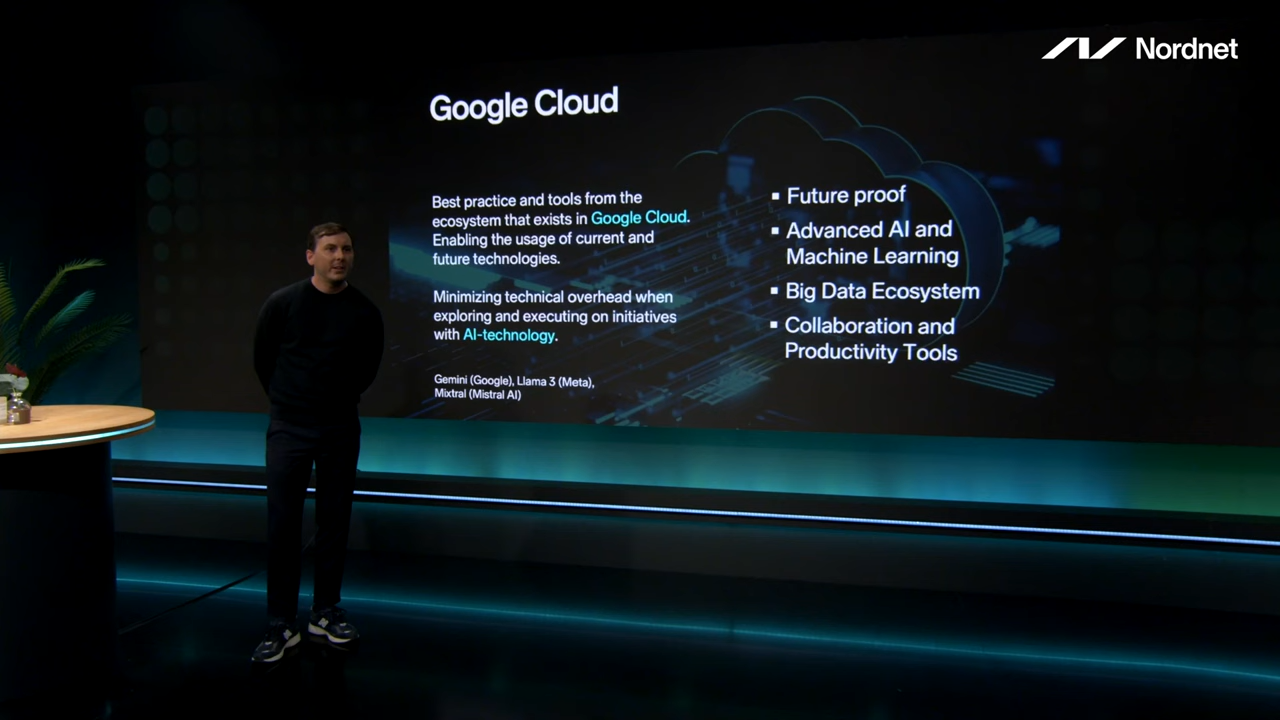 Nordnet
Google Cloud
Best practice and tools from the
ecosystem that exists in Google Cloud.
Enabling the usage of current and
future technologies.
Minimizing technical overhead when
exploring and executing on initiatives
with AI-technology.
Gemini (Google), Llama 3 (Meta),
Mixtral (Mistral AI)
▪ Future proof
▪ Advanced AI and
Machine Learning
▪ Big Data Ecosystem
▪ Collaboration and
Productivity Tools